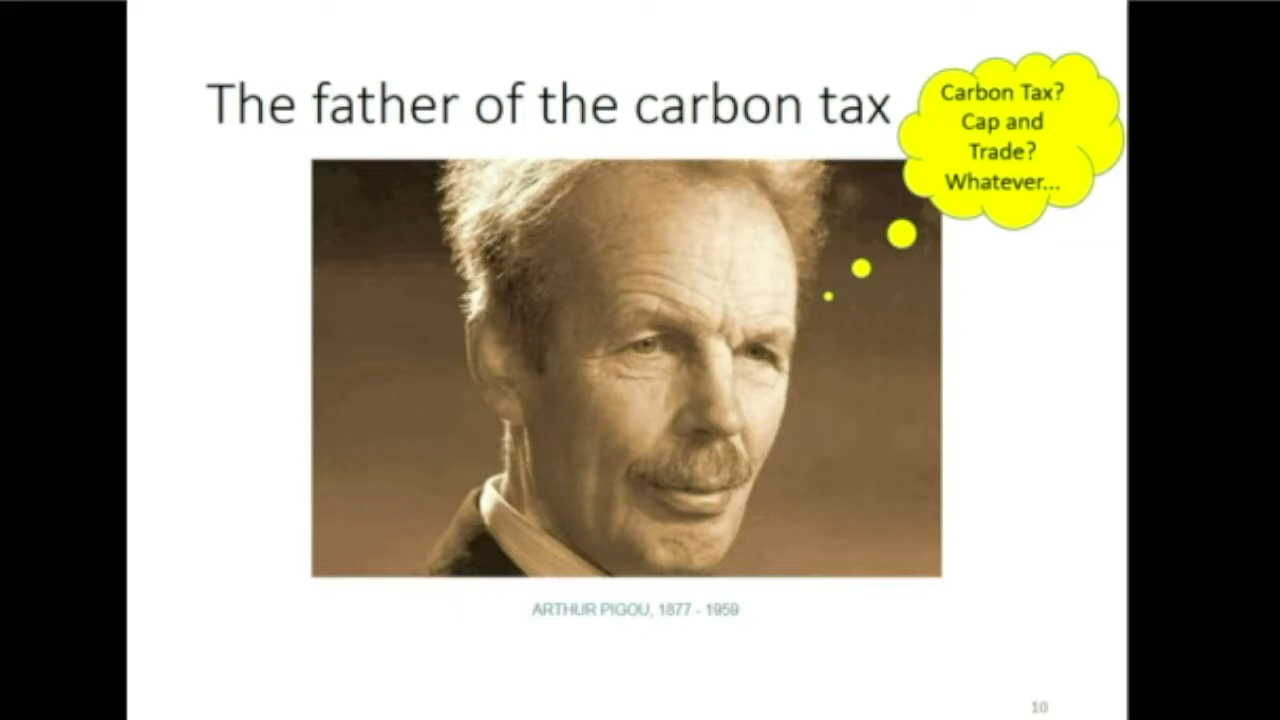 The father of the carbon tax
Carbon Tax?
Cap and
Trade?
Whatever...
ARTHUR PIGOU, 1877 - 1959
10